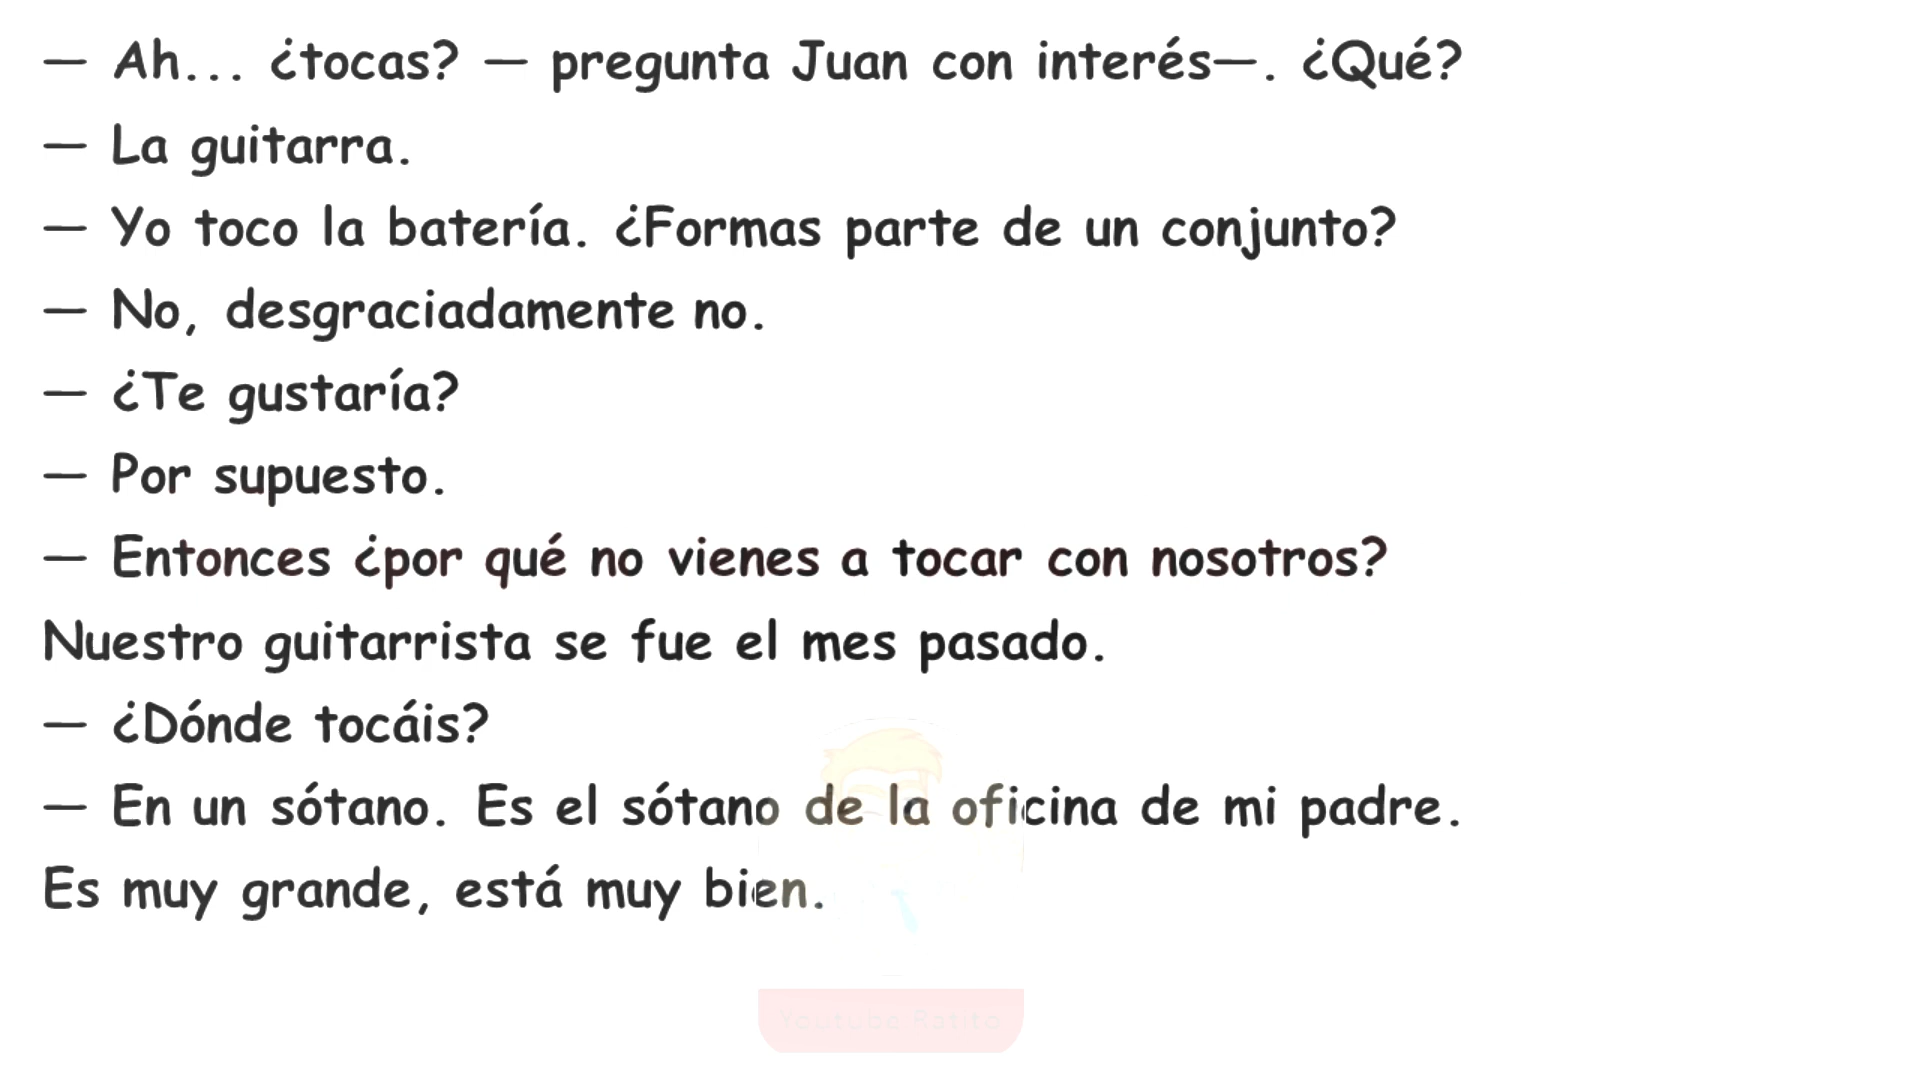 — Ah... ¿tocas? — pregunta Juan con interés—. ¿Qué?
— La guitarra.
— Yo toco la batería. ¿Formas parte de un conjunto?
— No, desgraciadamente no.
— ¿Te gustaría?
— Por supuesto.
— Entonces ¿por qué no vienes a tocar con nosotros?
Nuestro guitarrista se fue el mes pasado.
— ¿Dónde tocáis?
— En un sótano. Es el sótano de la oficina de mi padre.
Es muy grande, está muy bien.
Youtube Ratito